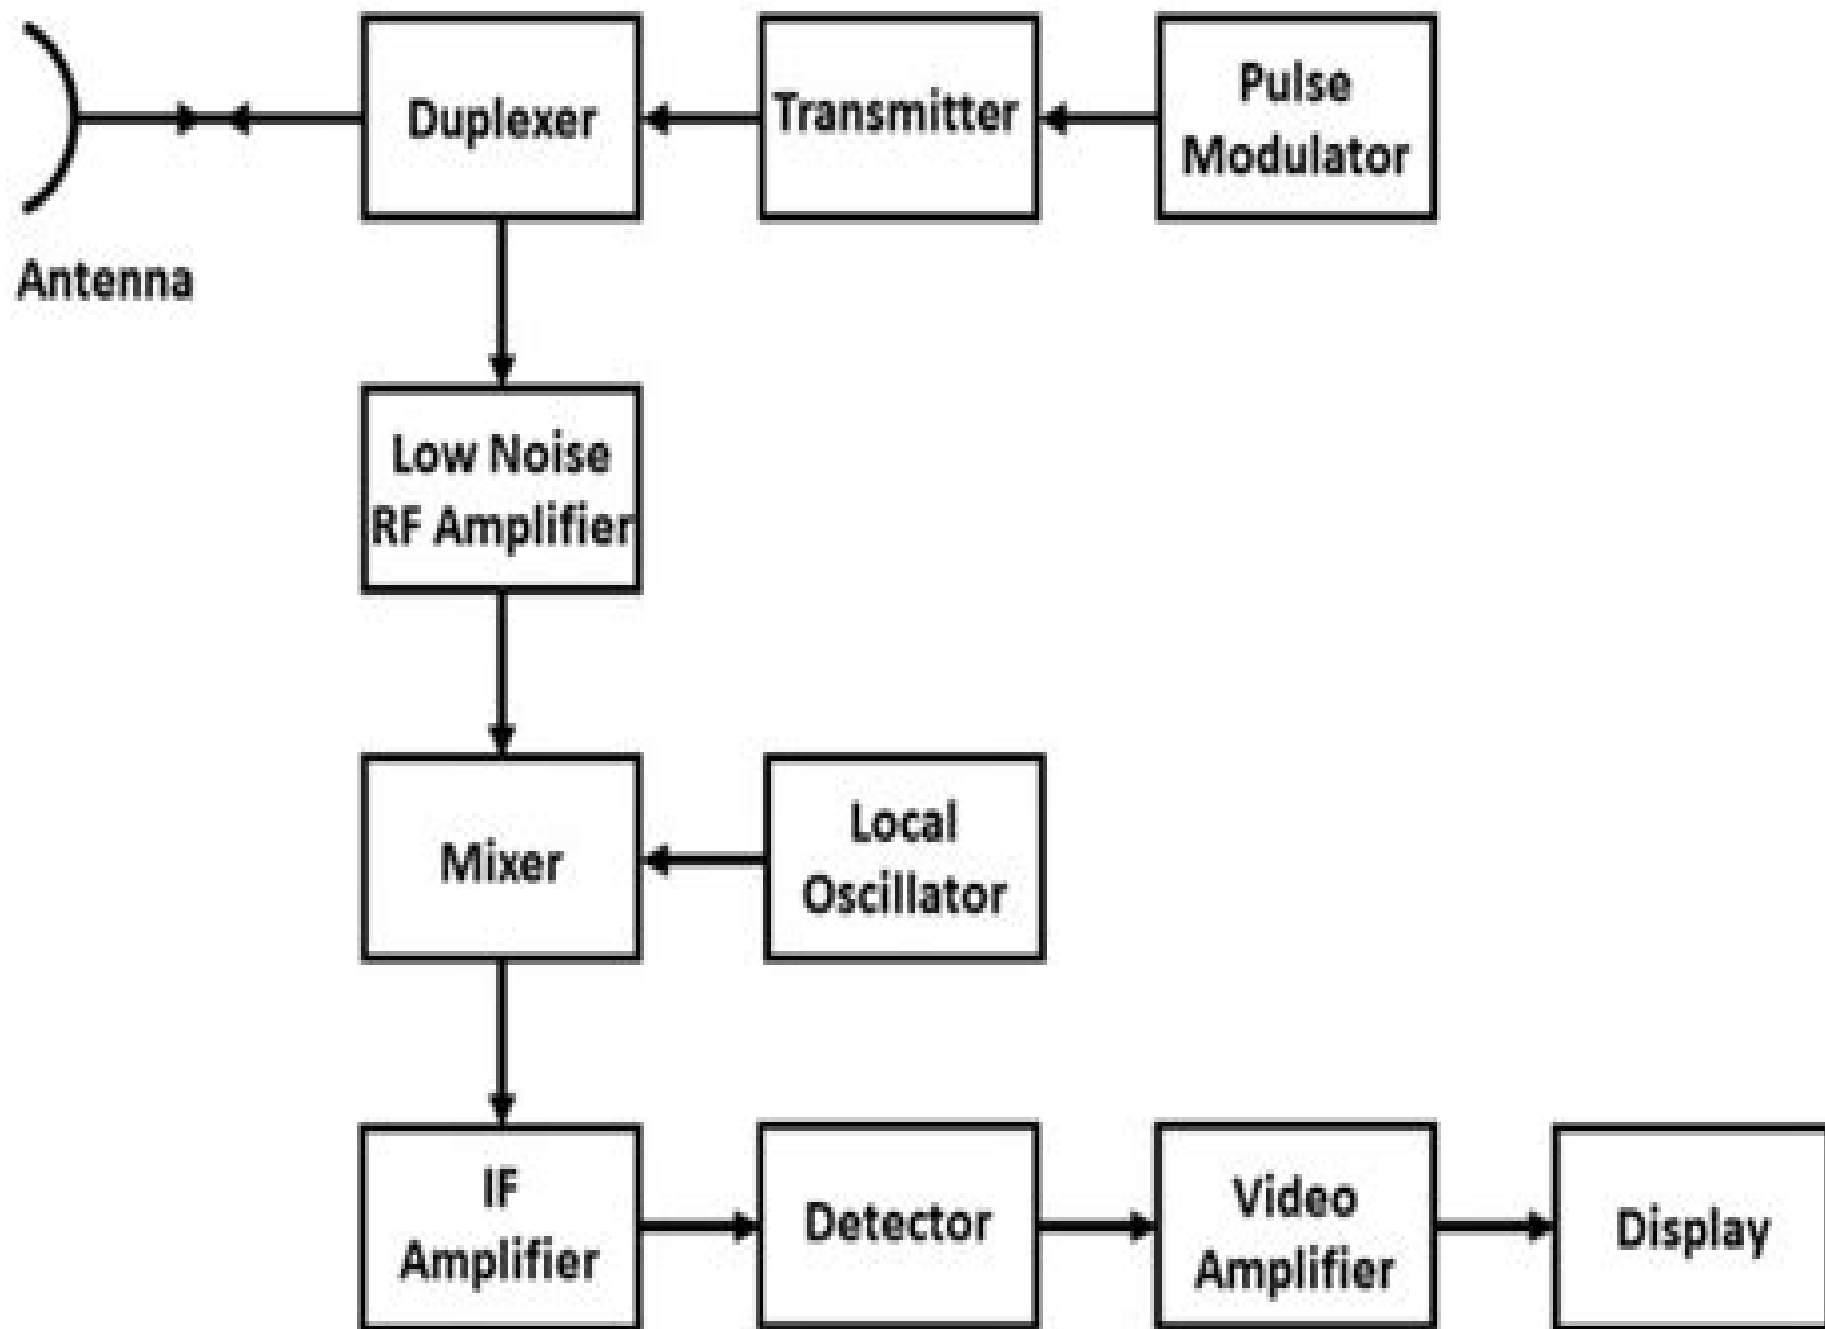 Duplexer
Transmitter
Pulse
Modulator
Antenna
Low Noise
RF Amplifier
Mixer
Local
Oscillator
IF
Amplifier
Detector
Video
Amplifier
Display